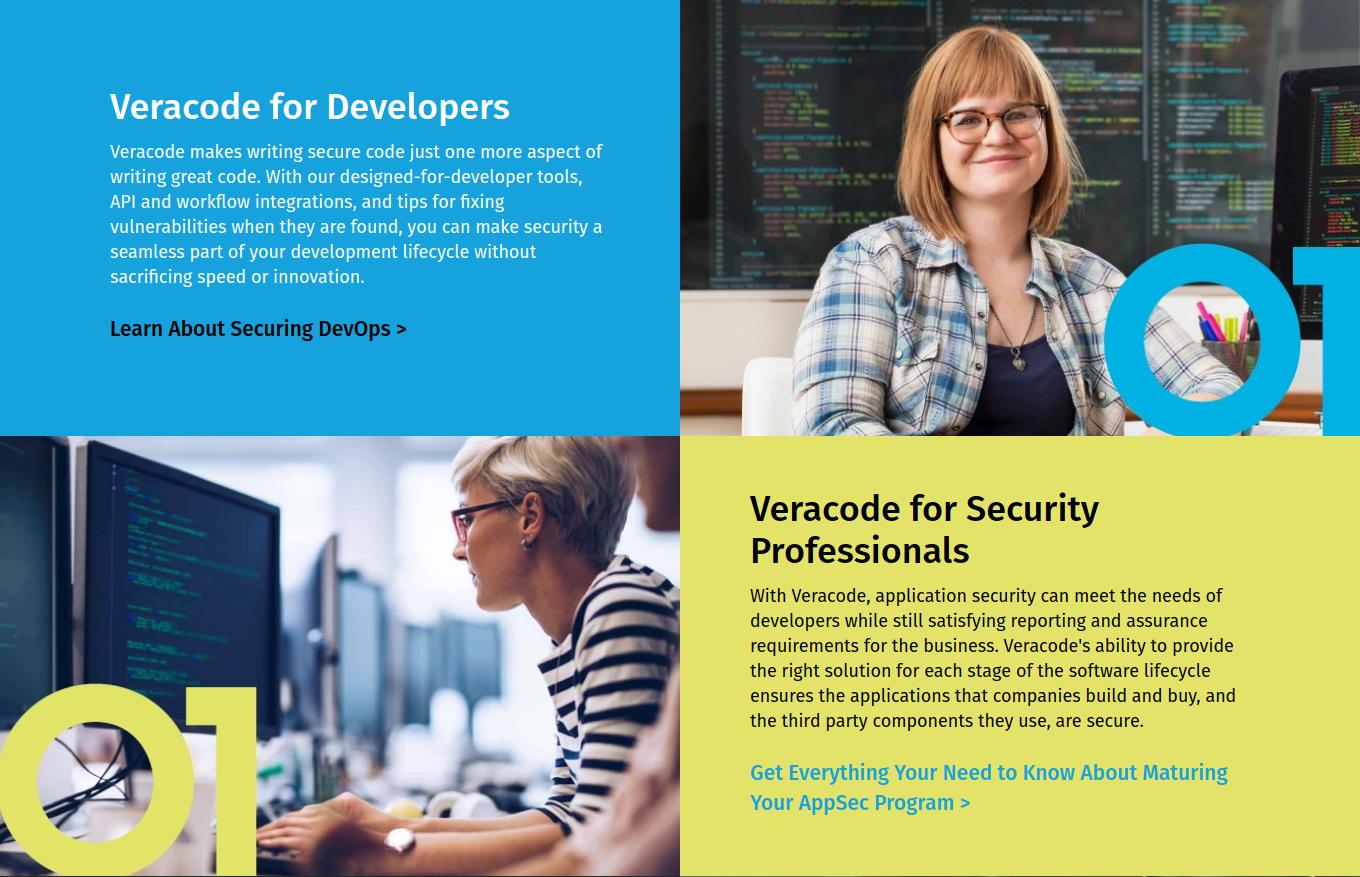 Veracode for Developers
Veracode makes writing secure code just one more aspect of
writing great code. With our designed-for-developer tools,
API and workflow integrations, and tips for fixing
vulnerabilities when they are found, you can make security a
seamless part of your development lifecycle without
sacrificing speed or innovation.
Learn About Securing DevOps >
01
01
Veracode for Security
Professionals
With Veracode, application security can meet the needs of
developers while still satisfying reporting and assurance
requirements for the business. Veracode's ability to provide
the right solution for each stage of the software lifecycle
ensures the applications that companies build and buy, and
the third party components they use, are secure.
Get Everything Your Need to Know About Maturing
Your AppSec Program >